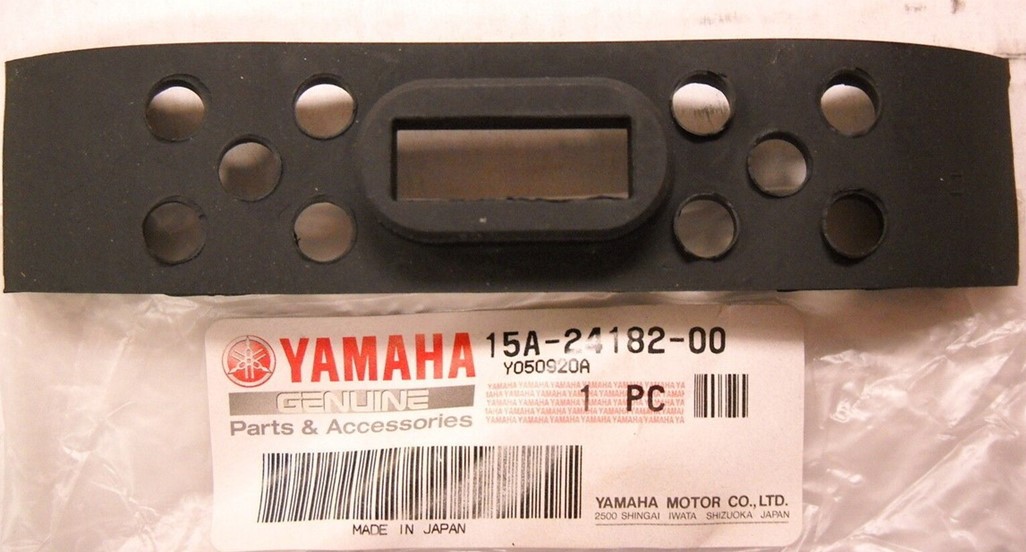 YAMAHA 15A-24182-00
Y050920A
GENUINE
1 PC
Parts & Accessories
YAMAHA MOTOR CO.,LTD.
2500 SHINGAI IWATA SHIZUOKA JAPAN
MADE IN JAPAN